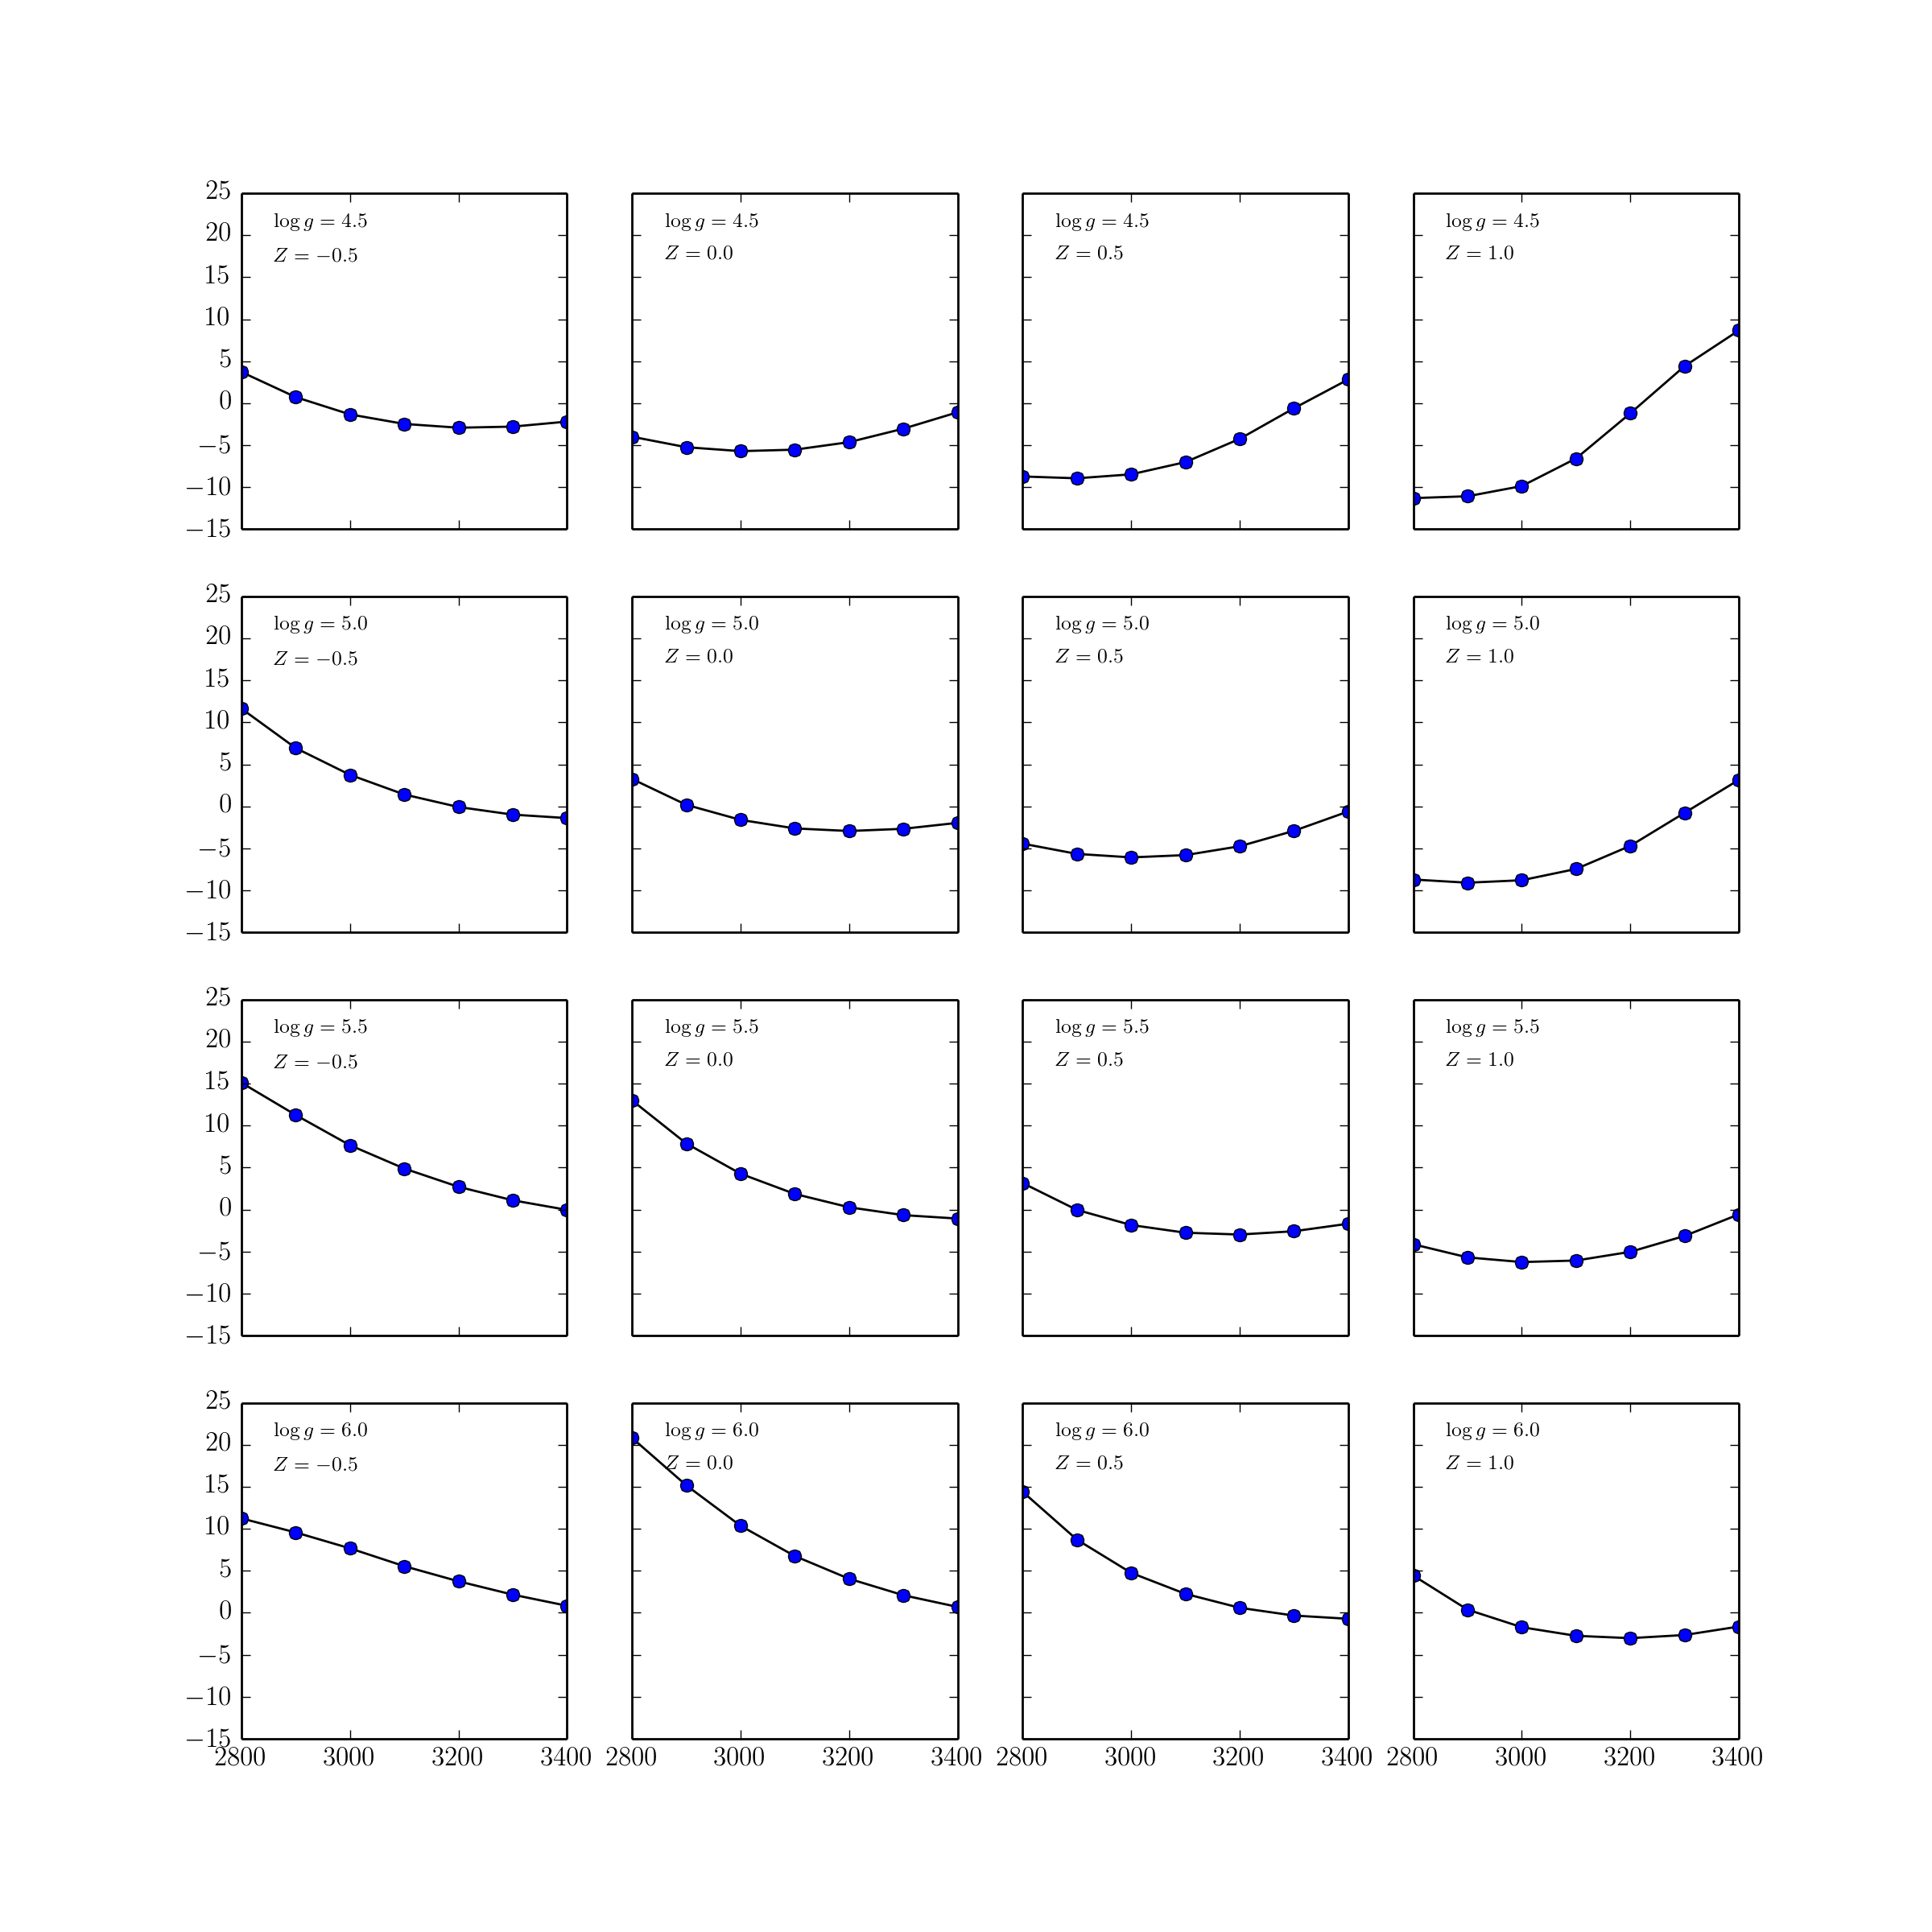 25
20
15
10
5
0
−5
−10
−15
log g = 4.5
Z = −0.5
log g = 4.5
Z = 0.0
log g = 4.5
Z = 0.5
log g = 4.5
Z = 1.0
25
20
15
10
5
0
−5
−10
−15
log g = 5.0
Z = −0.5
log g = 5.0
Z = 0.0
log g = 5.0
Z = 0.5
log g = 5.0
Z = 1.0
25
20
15
10
5
0
−5
−10
−15
log g = 5.5
Z = −0.5
log g = 5.5
Z = 0.0
log g = 5.5
Z = 0.5
log g = 5.5
Z = 1.0
25
20
15
10
5
0
−5
−10
−15
log g = 6.0
Z = −0.5
log g = 6.0
Z = 0.0
log g = 6.0
Z = 0.5
log g = 6.0
Z = 1.0
2800 3000 3200 3400
2800 3000 3200 3400
2800 3000 3200 3400
2800 3000 3200 3400